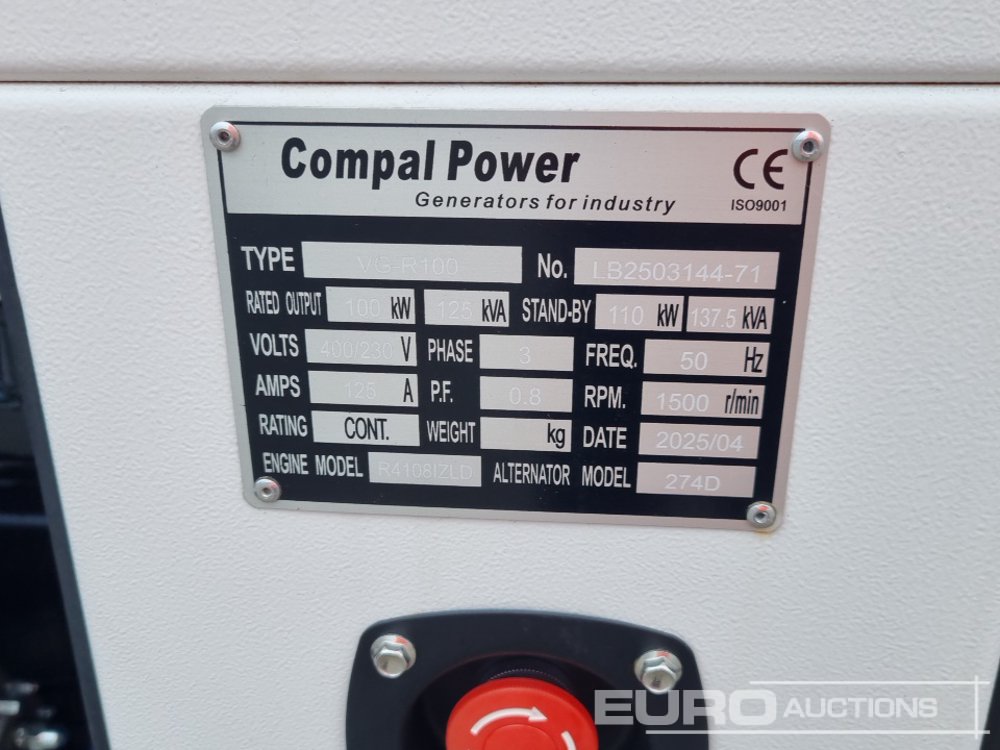 Compal Power
Generators for industry
CE
ISO9001
TYPE VG-R100 No. LB2503144-71
RATED OUTPUT 100 kW 125 kVA STAND-BY 110 kW 137.5 kVA
VOLTS 400/230 V PHASE 3 FREQ. 50 Hz
AMPS 125 A P.F. 0.8 RPM. 1500 r/min
RATING CONT. WEIGHT kg DATE 2025/04
ENGINE MODEL R4108IZLD ALTERNATOR MODEL 274D
EURO AUCTIONS